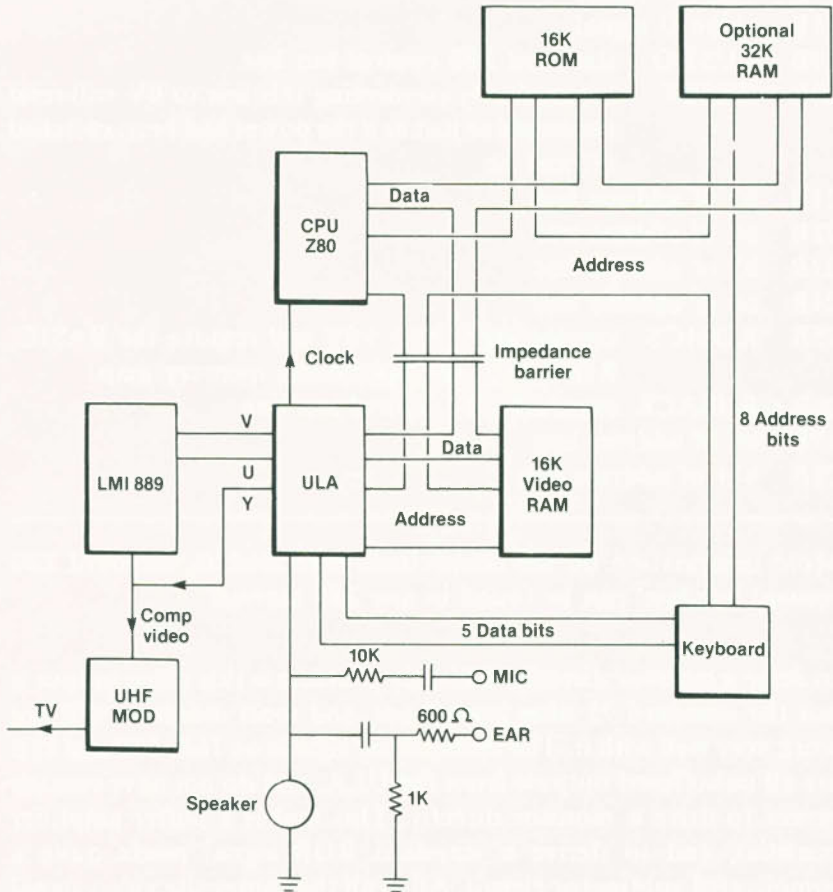 16K
ROM
Optional
32K
RAM
CPU
Z80
Data
Address
Clock
Impedance
barrier
8 Address
bits
LMI 889
V
U
Y
ULA
Data
Address
16K
Video
RAM
Comp
video
5 Data bits
Keyboard
10K
MIC
UHF
MOD
TV
600 Ω
EAR
Speaker
1K